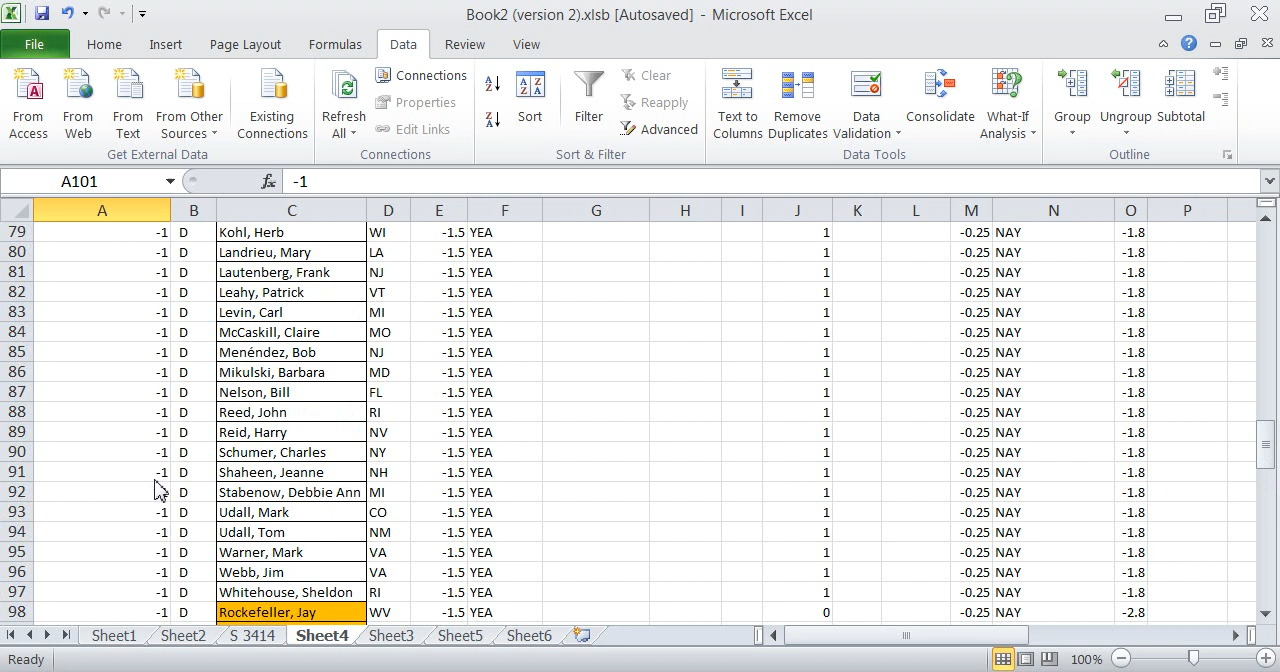 Book2 (version 2).xlsb [Autosaved] - Microsoft Excel
File Home Insert Page Layout Formulas Data Review View
From Access From Web From Text From Other Sources Existing Connections Refresh All Connections Properties Edit Links Sort Filter Clear Reapply Advanced Text to Columns Remove Duplicates Data Validation Consolidate What-If Analysis Group Ungroup Subtotal
Get External Data Connections Sort & Filter Data Tools Outline
A101 fx -1
A B C D E F G H I J K L M N O P
79 -1 D Kohl, Herb WI -1.5 YEA 1 -0.25 NAY -1.8
80 -1 D Landrieu, Mary LA -1.5 YEA 1 -0.25 NAY -1.8
81 -1 D Lautenberg, Frank NJ -1.5 YEA 1 -0.25 NAY -1.8
82 -1 D Leahy, Patrick VT -1.5 YEA 1 -0.25 NAY -1.8
83 -1 D Levin, Carl MI -1.5 YEA 1 -0.25 NAY -1.8
84 -1 D McCaskill, Claire MO -1.5 YEA 1 -0.25 NAY -1.8
85 -1 D Menéndez, Bob NJ -1.5 YEA 1 -0.25 NAY -1.8
86 -1 D Mikulski, Barbara MD -1.5 YEA 1 -0.25 NAY -1.8
87 -1 D Nelson, Bill FL -1.5 YEA 1 -0.25 NAY -1.8
88 -1 D Reed, John RI -1.5 YEA 1 -0.25 NAY -1.8
89 -1 D Reid, Harry NV -1.5 YEA 1 -0.25 NAY -1.8
90 -1 D Schumer, Charles NY -1.5 YEA 1 -0.25 NAY -1.8
91 -1 D Shaheen, Jeanne NH -1.5 YEA 1 -0.25 NAY -1.8
92 D Stabenow, Debbie Ann MI -1.5 YEA 1 -0.25 NAY -1.8
93 -1 D Udall, Mark CO -1.5 YEA 1 -0.25 NAY -1.8
94 -1 D Udall, Tom NM -1.5 YEA 1 -0.25 NAY -1.8
95 -1 D Warner, Mark VA -1.5 YEA 1 -0.25 NAY -1.8
96 -1 D Webb, Jim VA -1.5 YEA 1 -0.25 NAY -1.8
97 -1 D Whitehouse, Sheldon RI -1.5 YEA 1 -0.25 NAY -1.8
98 -1 D Rockefeller, Jay WV -1.5 YEA 0 -0.25 NAY -2.8
Sheet1 Sheet2 S 3414 Sheet4 Sheet3 Sheet5 Sheet6
Ready 100%